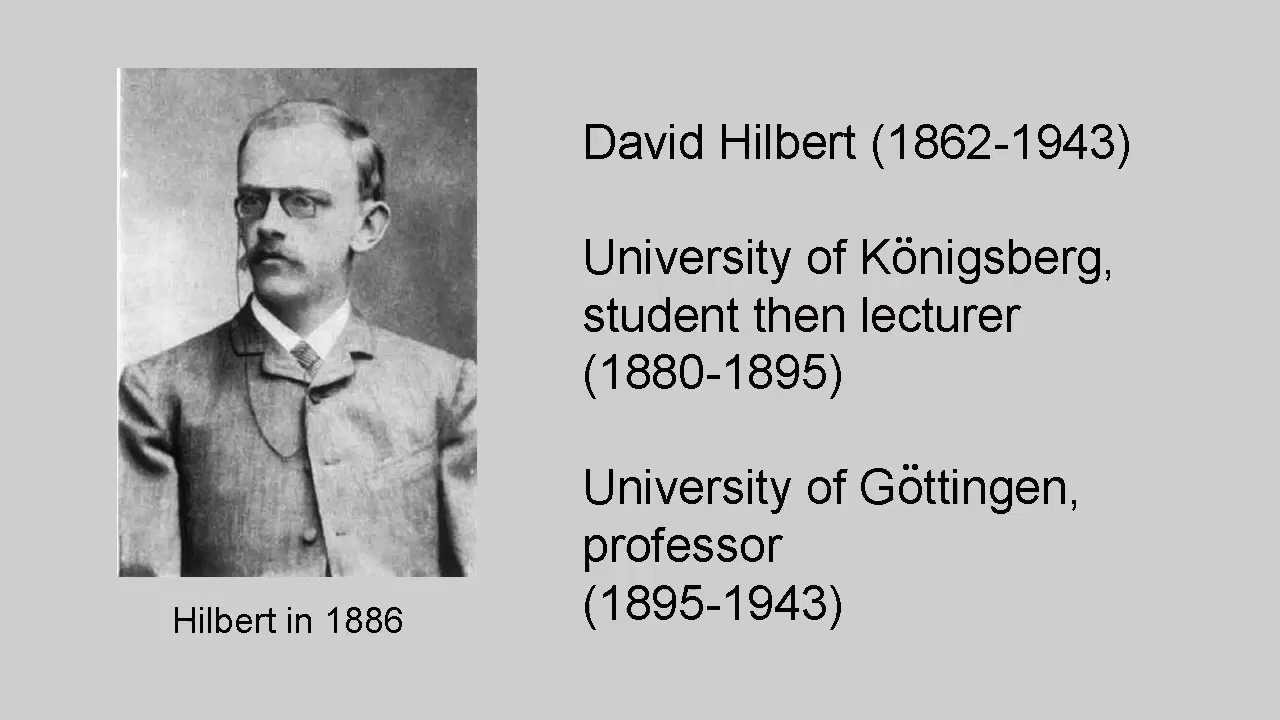 David Hilbert (1862-1943)
University of Königsberg,
student then lecturer
(1880-1895)
University of Göttingen,
professor
(1895-1943)
Hilbert in 1886